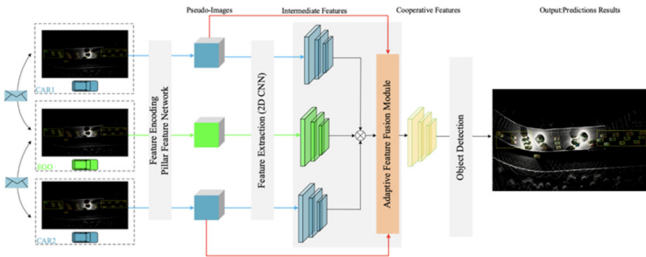 Pseudo-Images
Intermediate Features
Cooperative Features
Output:Predictions Results
CAR1
EGO
CAR2
Feature Encoding
Pillar Feature Network
Feature Extraction (2D CNN)
Adaptive Feature Fusion Module
Object Detection